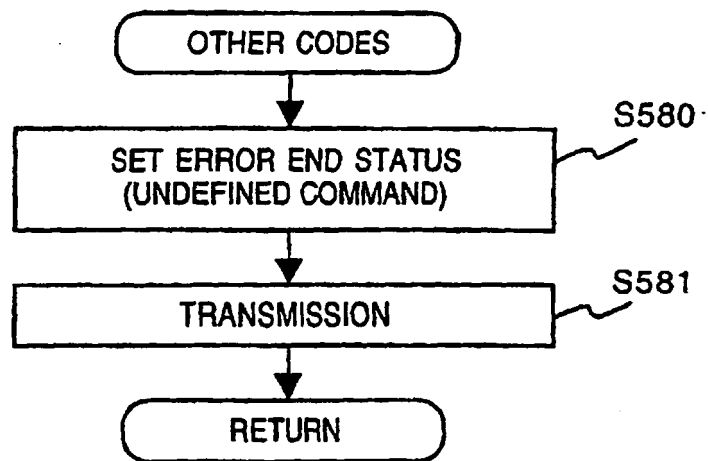 OTHER CODES
S580
SET ERROR END STATUS
(UNDEFINED COMMAND)
S581
TRANSMISSION
RETURN